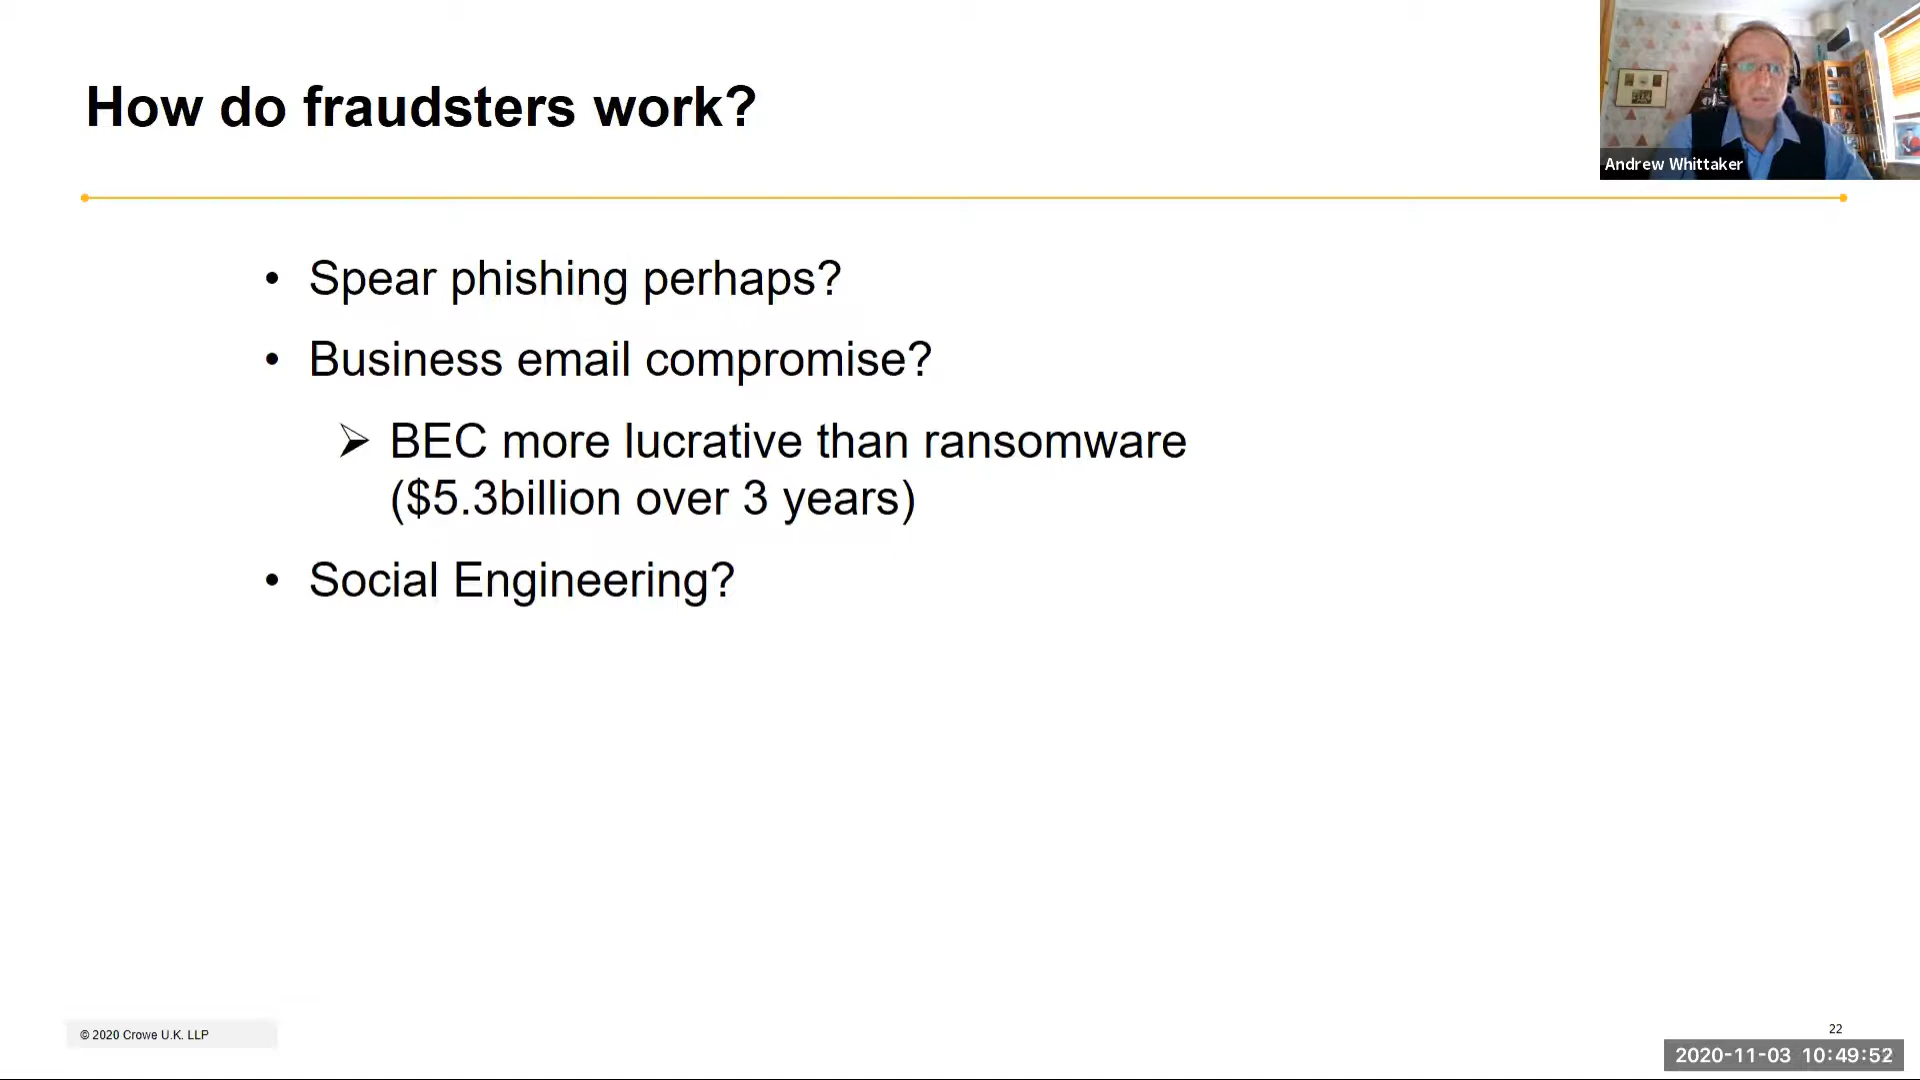 How do fraudsters work?
Andrew Whittaker
• Spear phishing perhaps?
• Business email compromise?
➢ BEC more lucrative than ransomware
($5.3billion over 3 years)
• Social Engineering?
© 2020 Crowe U.K. LLP
22
2020-11-03 10:49:52